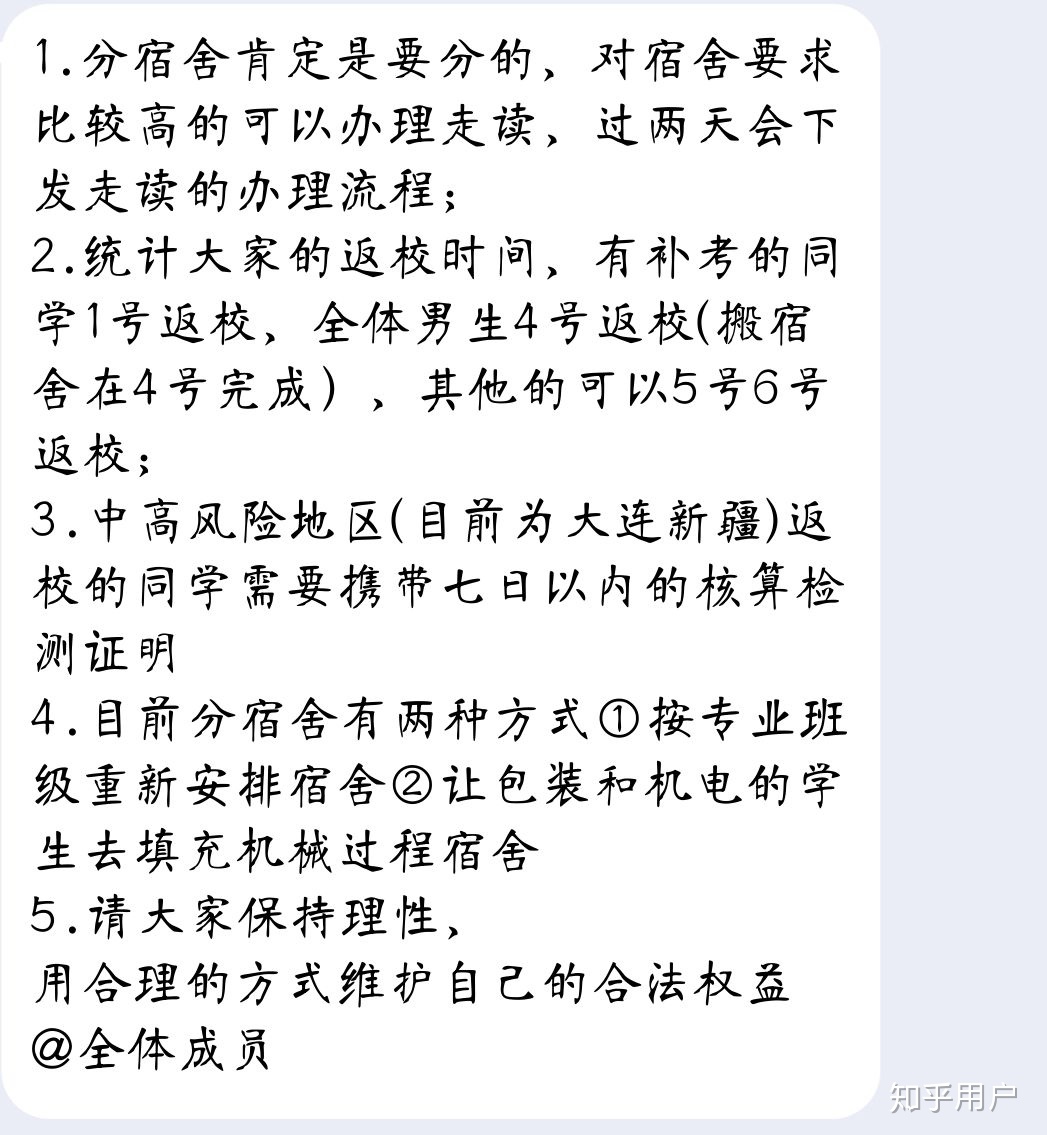 1.分宿舍肯定是要分的，对宿舍要求
比较高的可以办理走读，过两天会下
发走读的办理流程；
2.统计大家的返校时间，有补考的同
学1号返校，全体男生4号返校(搬宿
舍在4号完成）、其他的可以5号6号
返校；
3.中高风险地区(目前为大连新疆)返
校的同学需要携带七日以内的核算检
测证明
4.目前分宿舍有两种方式①按专业班
级重新安排宿舍②让包装和机电的学
生去填充机械过程宿舍
5.请大家保持理性，
用合理的方式维护自己的合法权益
@全体成员
知乎用户